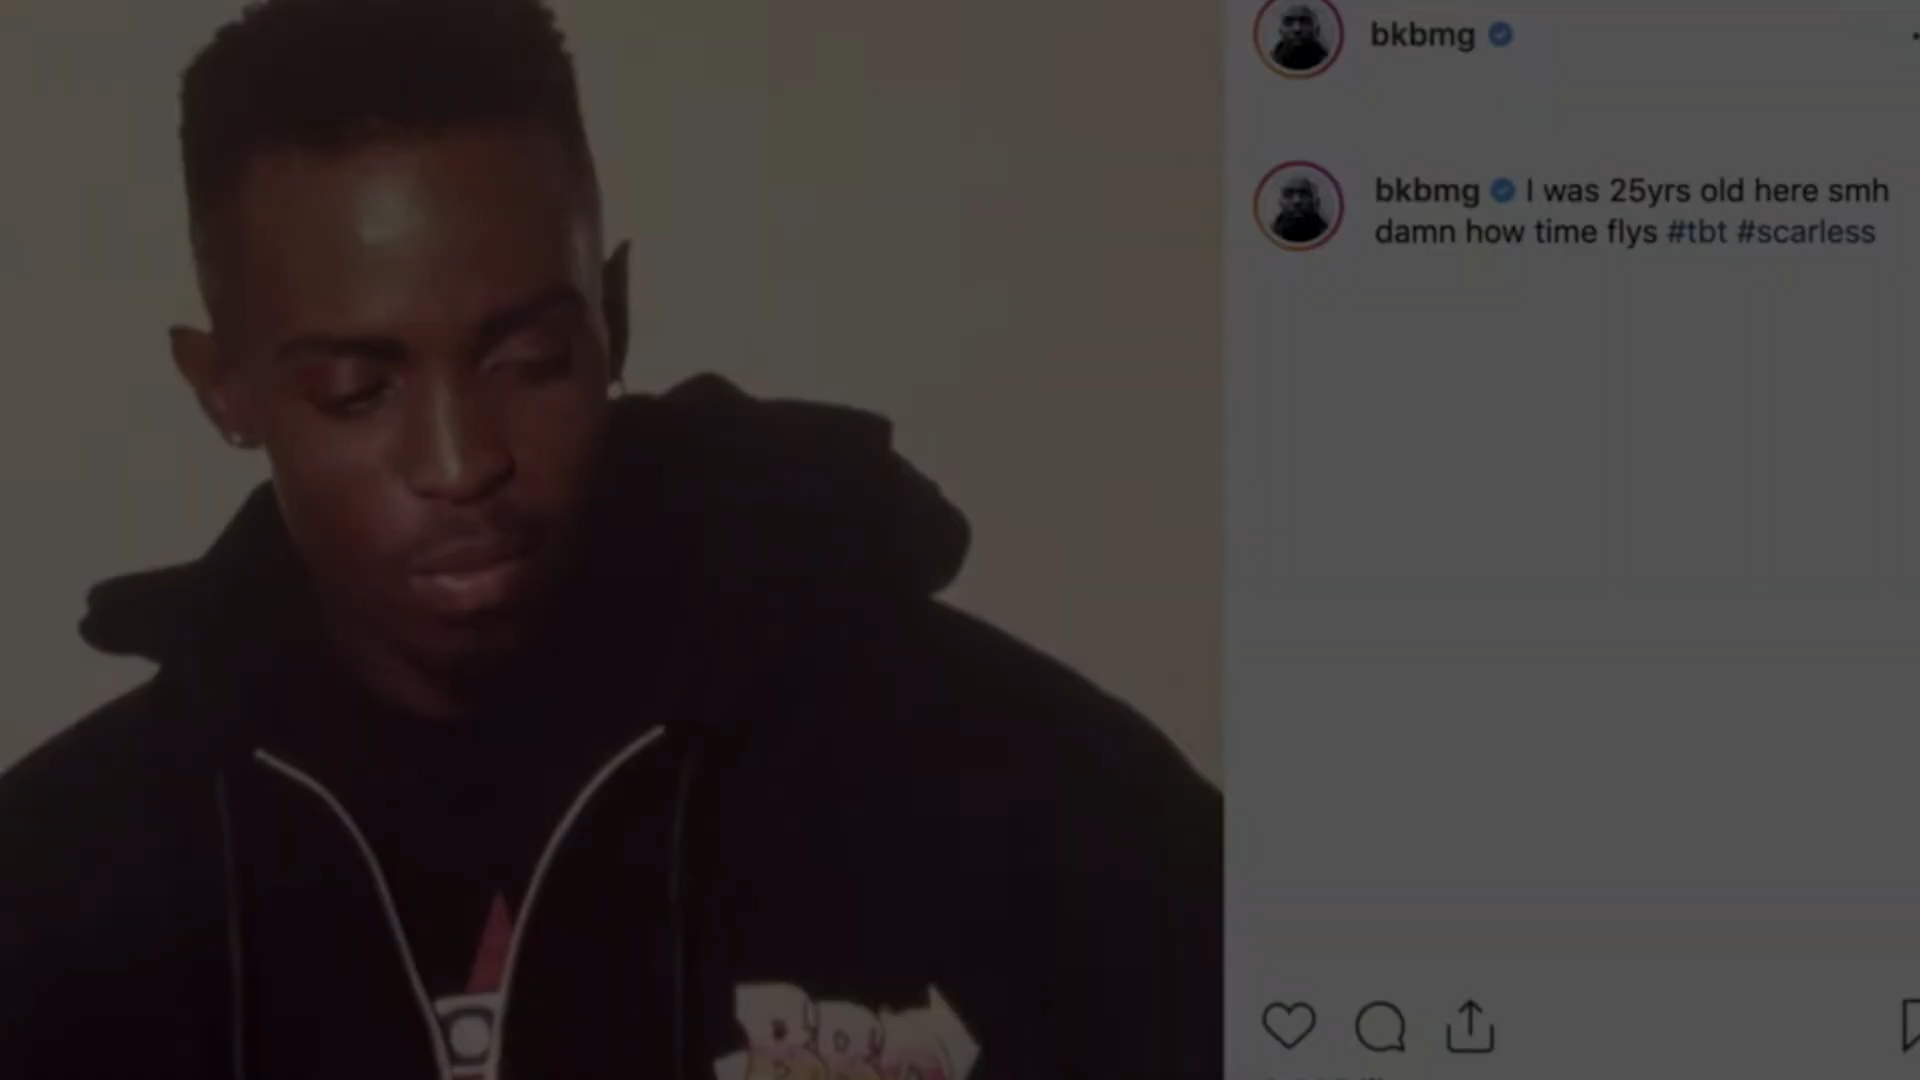 bkbmg
bkbmg I was 25yrs old here smh
damn how time flys #tbt #scarless